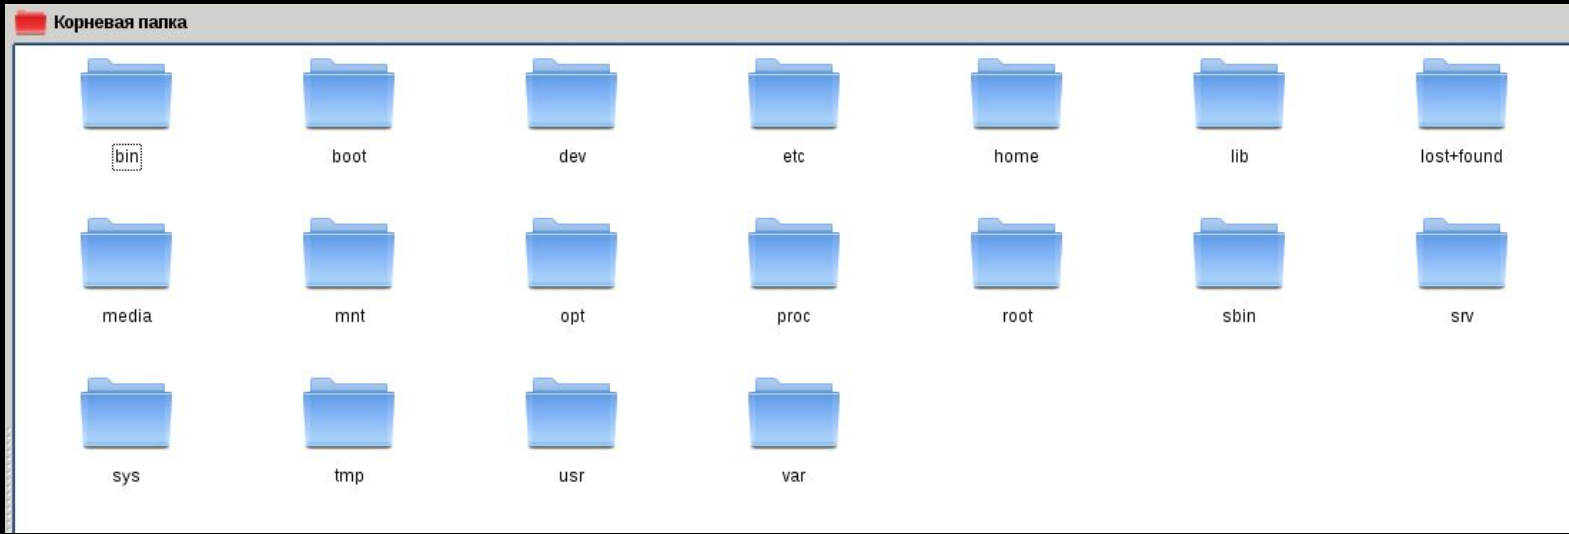 Корневая папка
bin boot dev etc home lib lost+found
media mnt opt proc root sbin srv
sys tmp usr var